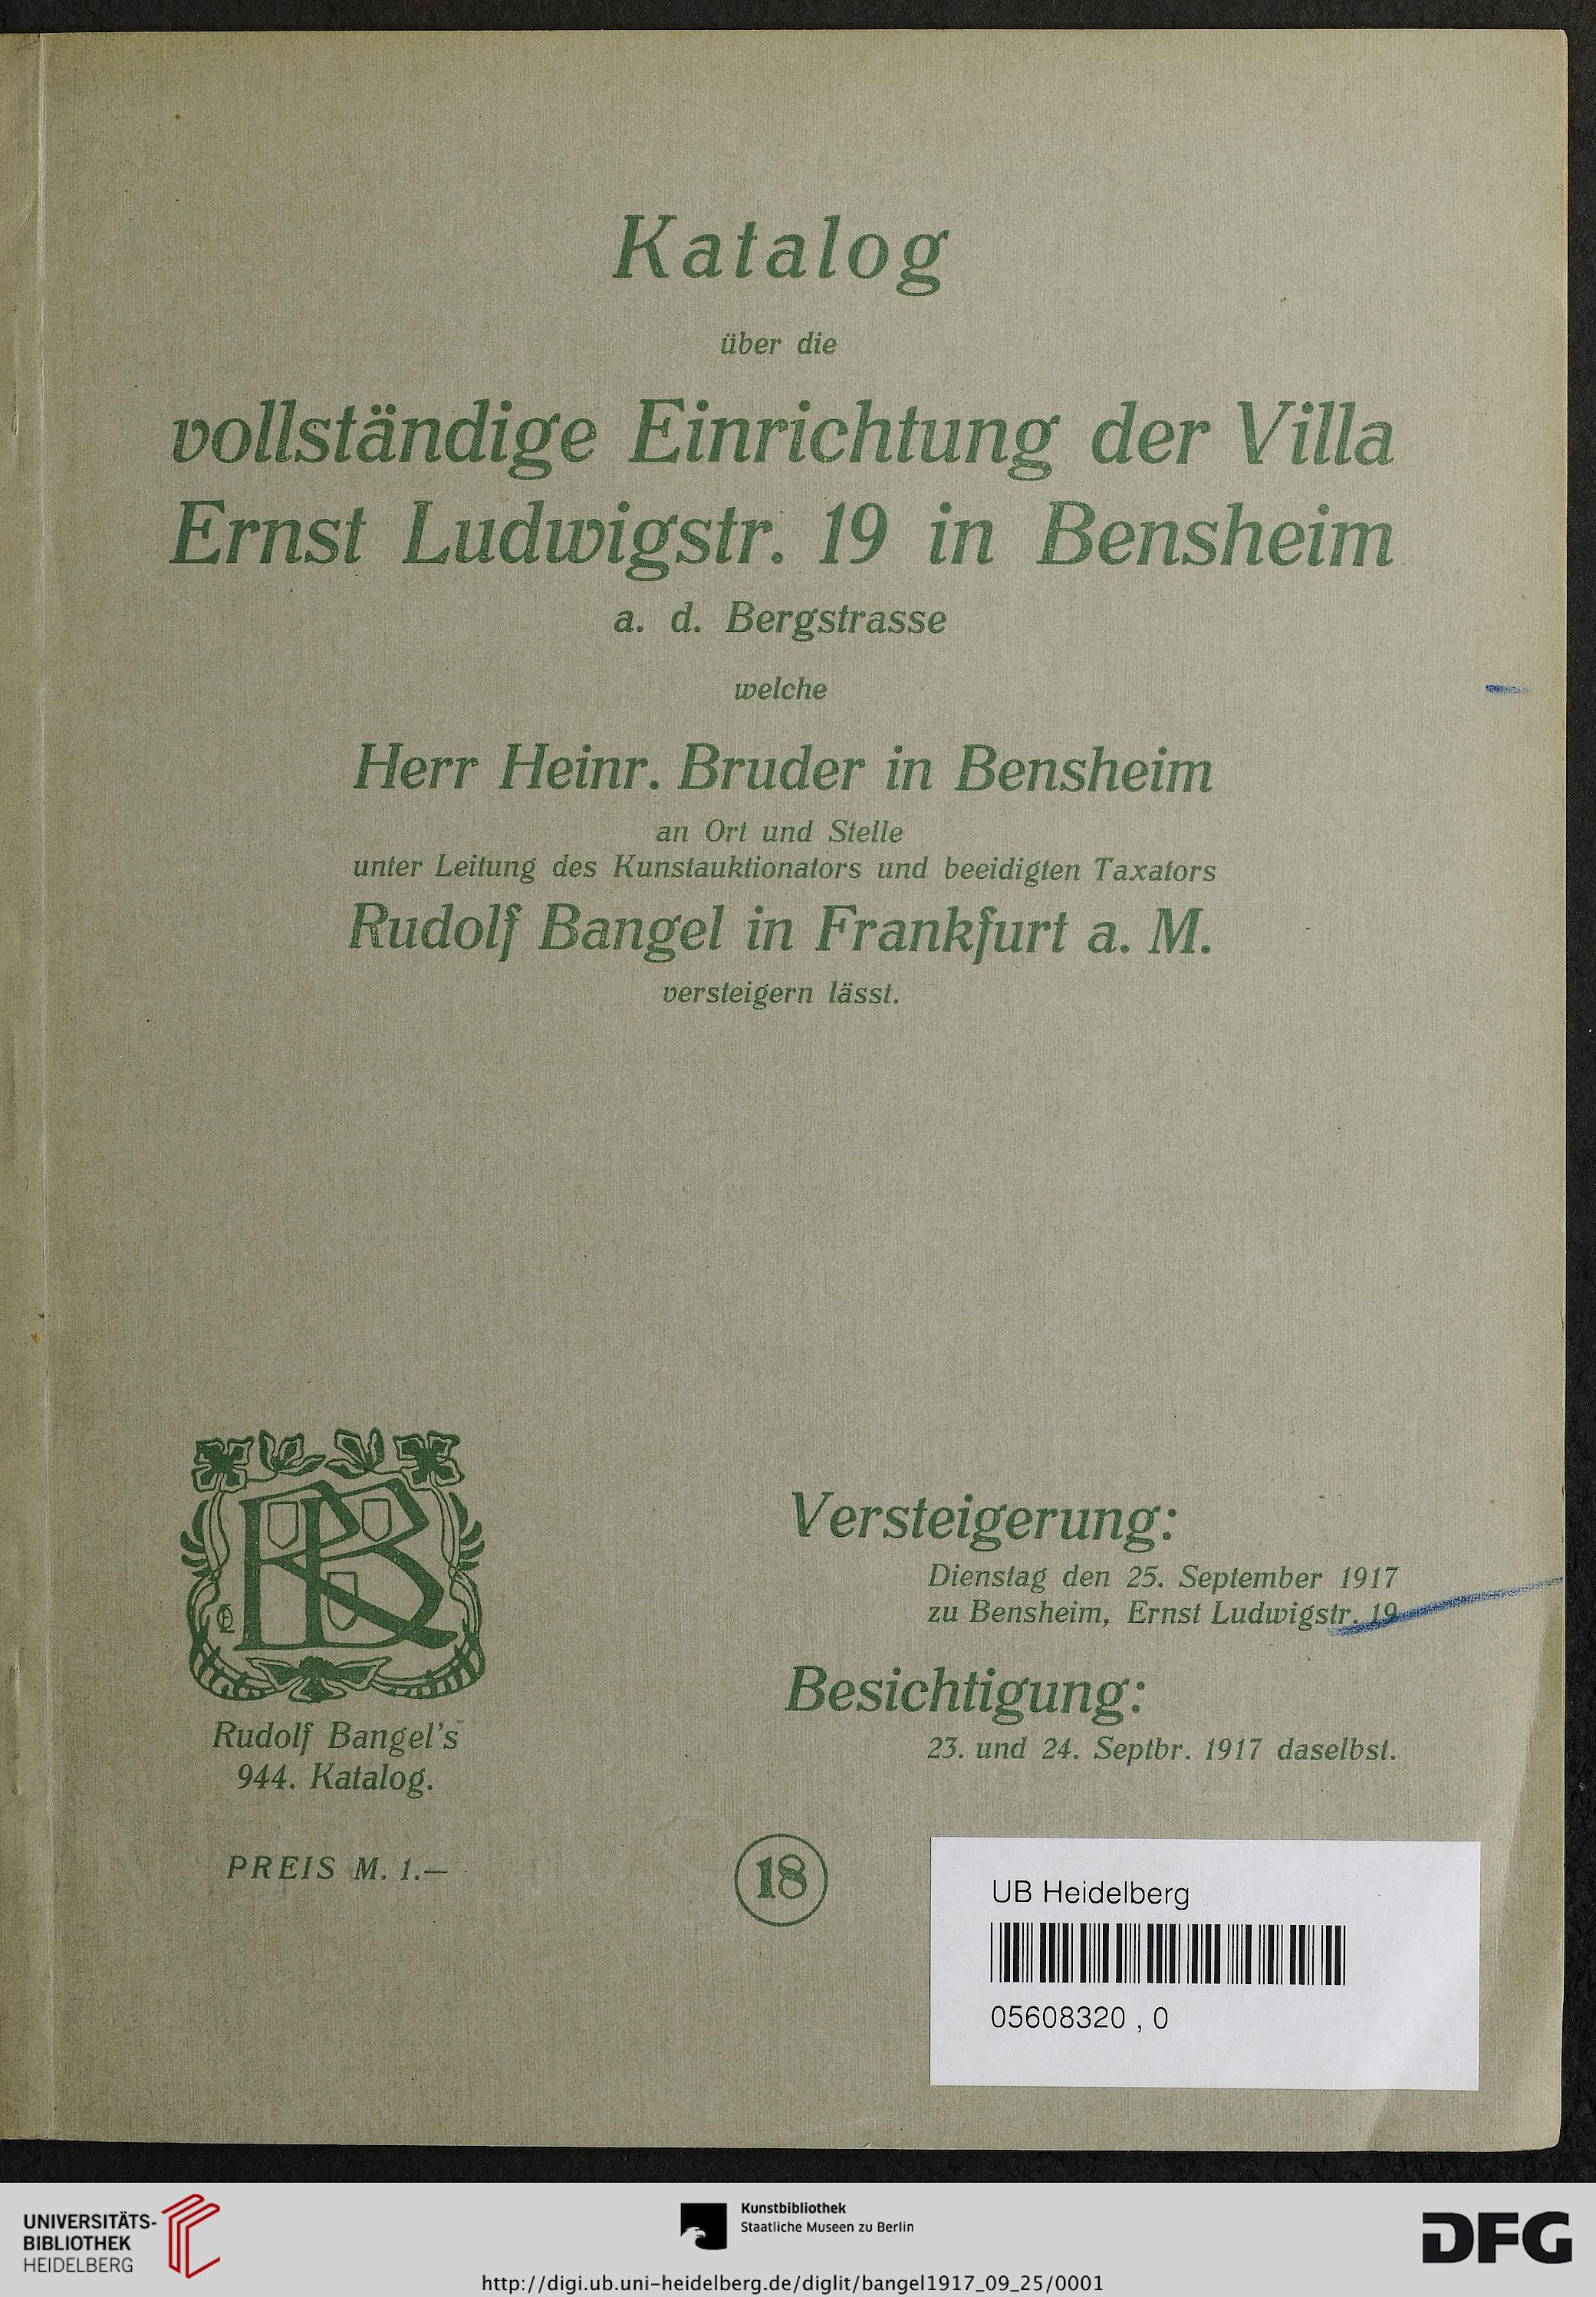 Katalog
über die
vollständige Einrichtung der Villa
Ernst Ludwigstr. 19 in Bensheim
a. d. Bergstrasse
welche
Herr Heinr. Bruder in Bensheim
an Ort und Stelle
unter Leitung des Kunstauktionators und beeidigten Taxators
Rudolf Bangel in Frankfurt a. M.
versteigern lässt.
RB
Rudolf Bangel's
944. Katalog.
PREIS M. 1.—
Versteigerung:
Dienstag den 25. September 1917
zu Bensheim, Ernst Ludwigstr. 19
Besichtigung:
23. und 24. Septbr. 1917 daselbst.
18
UB Heidelberg
05608320 , 0
UNIVERSITÄTS-
BIBLIOTHEK
HEIDELBERG
Kunstbibliothek
Staatliche Museen zu Berlin
DFG
http://digi.ub.uni-heidelberg.de/diglit/bangel1917_09_25/0001